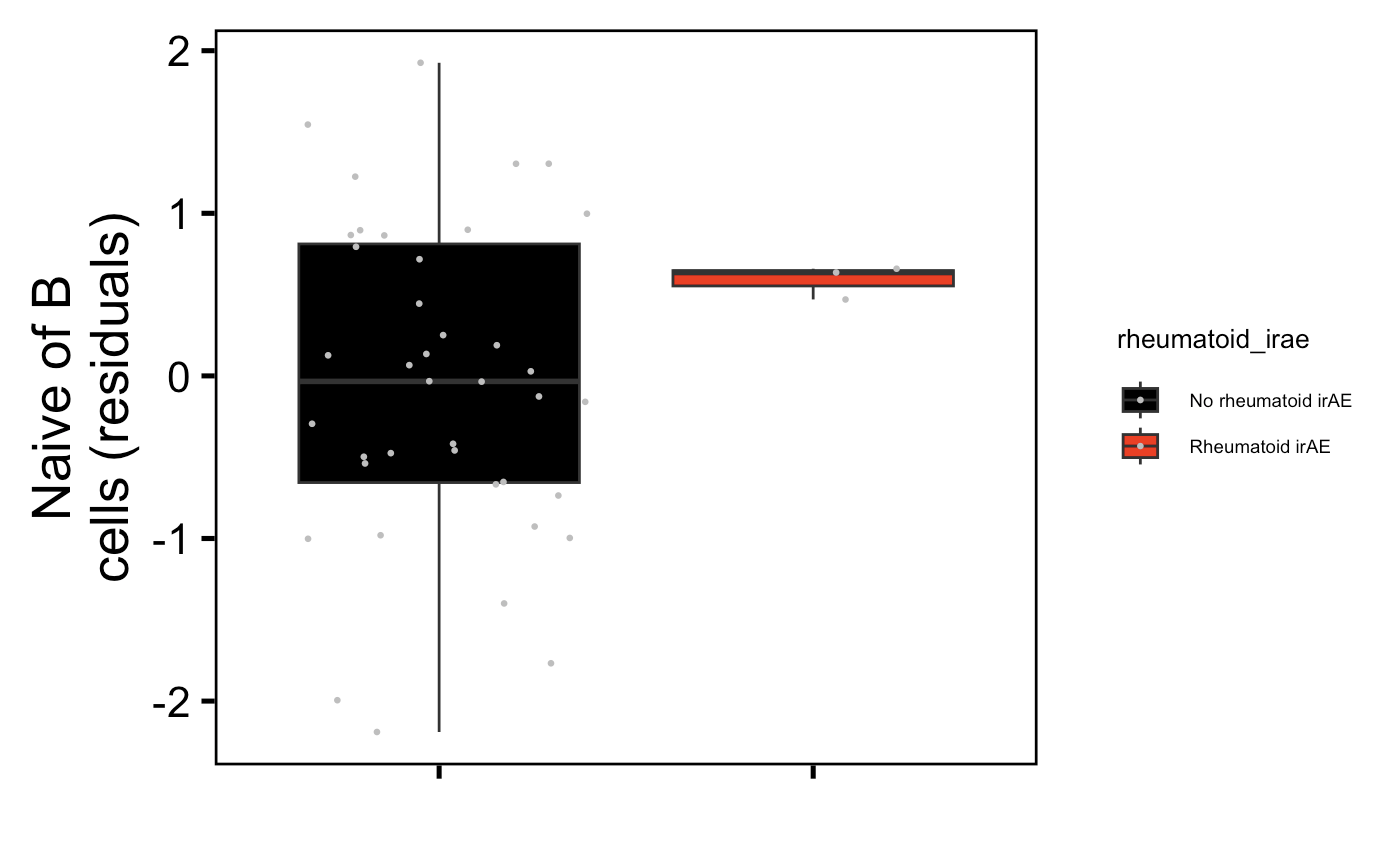 Naive of B
cells (residuals)
2
1
0
-1
-2
rheumatoid_irae
No rheumatoid irAE
Rheumatoid irAE